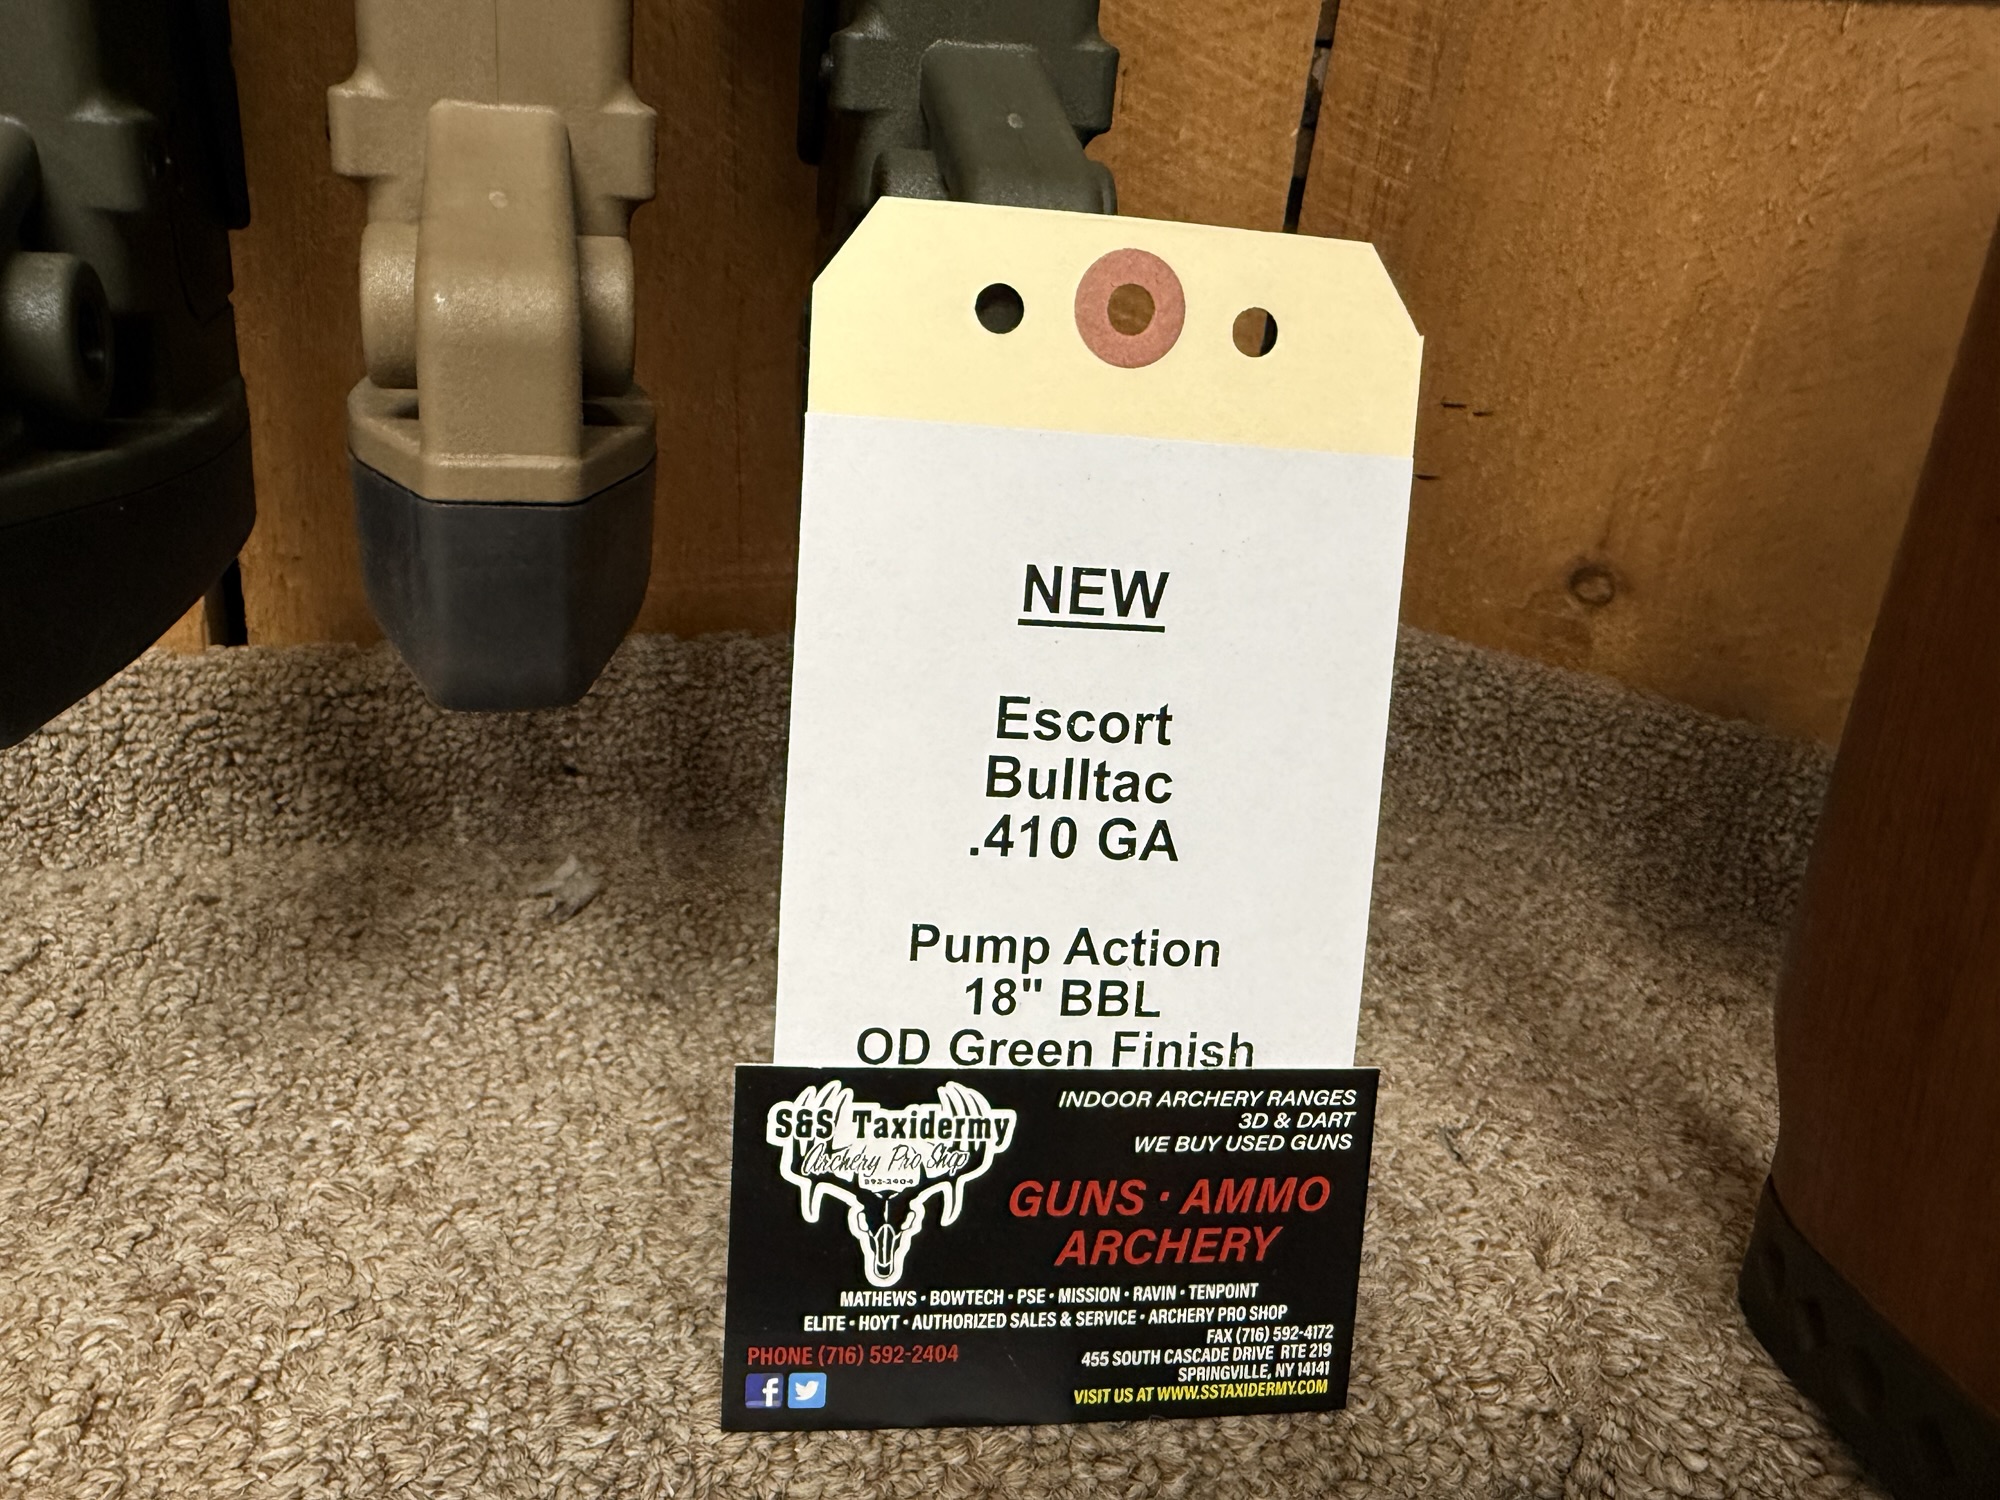 NEW
Escort
Bulltac
.410 GA
Pump Action
18" BBL
OD Green Finish
S&S Taxidermy
Archery Pro Shop
592-2404
INDOOR ARCHERY RANGES
3D & DART
WE BUY USED GUNS
GUNS • AMMO
ARCHERY
MATHEWS • BOWTECH • PSE • MISSION • RAVIN • TENPOINT
ELITE • HOYT • AUTHORIZED SALES & SERVICE • ARCHERY PRO SHOP
FAX (716) 592-4172
PHONE (716) 592-2404
455 SOUTH CASCADE DRIVE RTE 219
SPRINGVILLE, NY 14141
VISIT US AT WWW.SSTAXIDERMY.COM